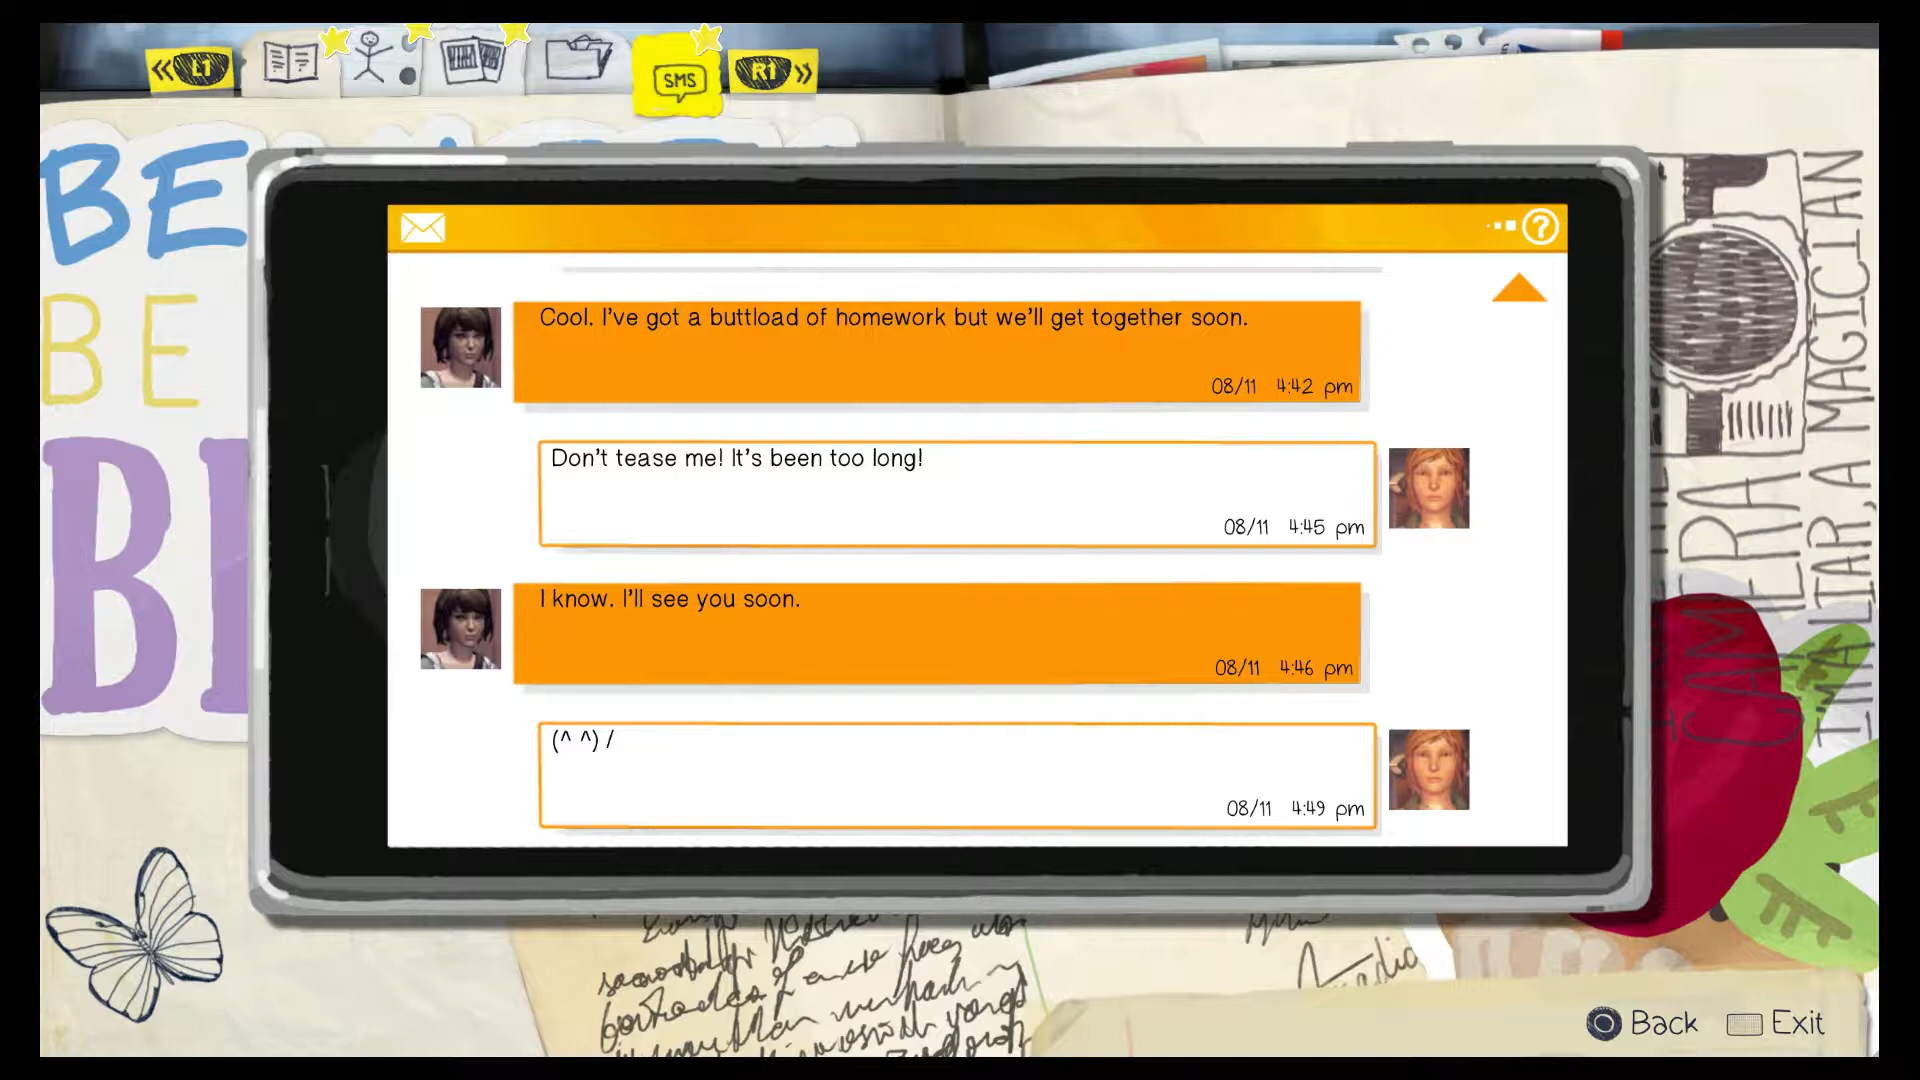 L1
SMS
R1
BE
BE
Cool. I've got a buttload of homework but we'll get together soon.
08/11 4:42 pm
Don't tease me! It's been too long!
08/11 4:45 pm
I know. I'll see you soon.
08/11 4:46 pm
(^ ^) /
08/11 4:49 pm
CAMERA
LIAR, A MAGICIAN
Back
Exit